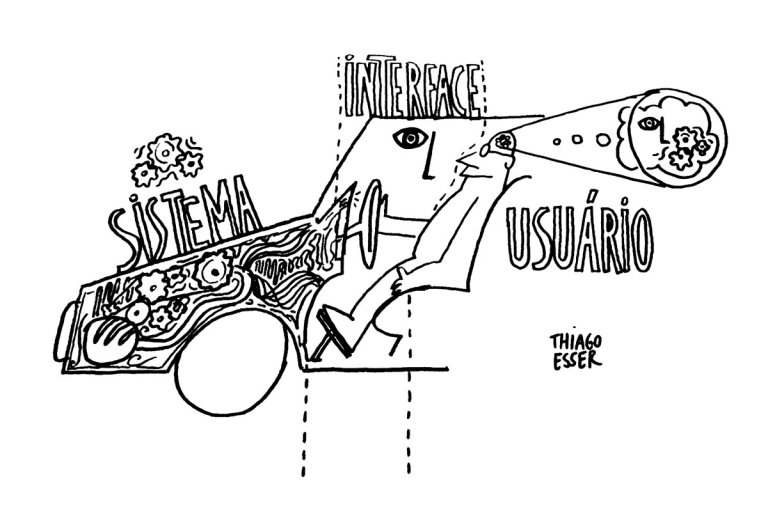 INTERFACE
SISTEMA
USUÁRIO
THIAGO
ESSER